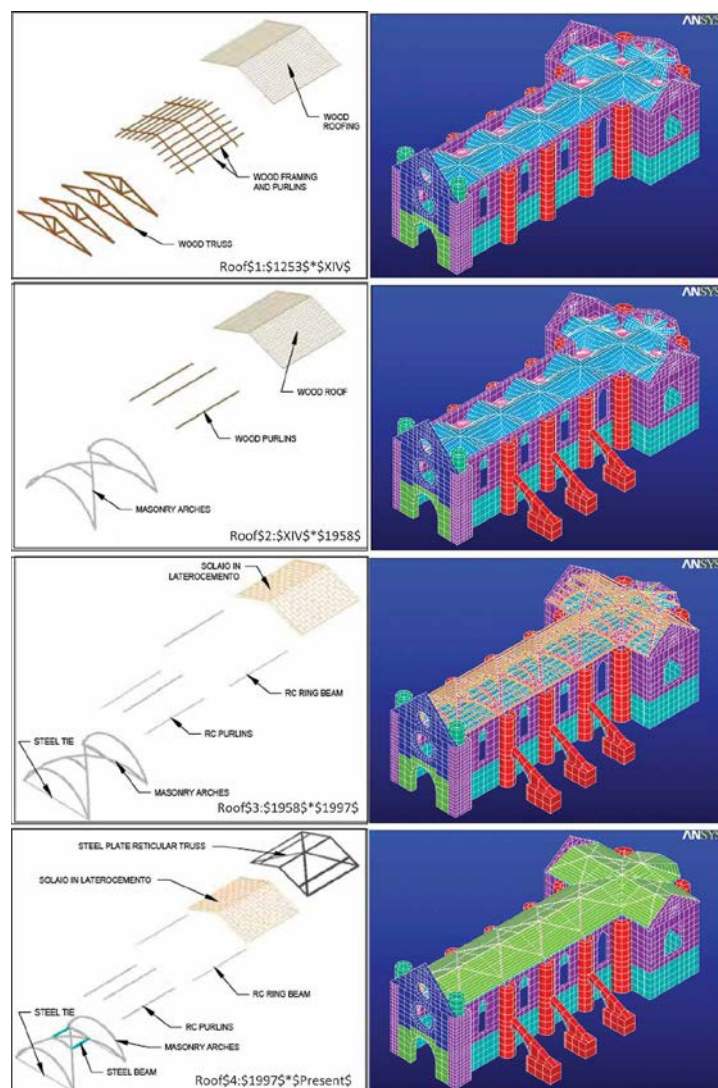 WOOD
ROOFING
WOOD FRAMING
AND PURLINS
WOOD TRUSS
Roof$1:$1253$*$XIV$
ANSYS
WOOD ROOF
WOOD PURLINS
MASONRY ARCHES
Roof$2:$XIV$*$1958$
ANSYS
SOLAIO IN
LATEROCEMENTO
RC RING BEAM
STEEL TIE
RC PURLINS
MASONRY ARCHES
Roof$3:$1958$*$1997$
ANSYS
STEEL PLATE RETICULAR TRUSS
SOLAIO IN LATEROCEMENTO
RC RING BEAM
STEEL TIE
RC PURLINS
MASONRY ARCHES
STEEL BEAM
Roof$4:$1997$*$Present$
ANSYS